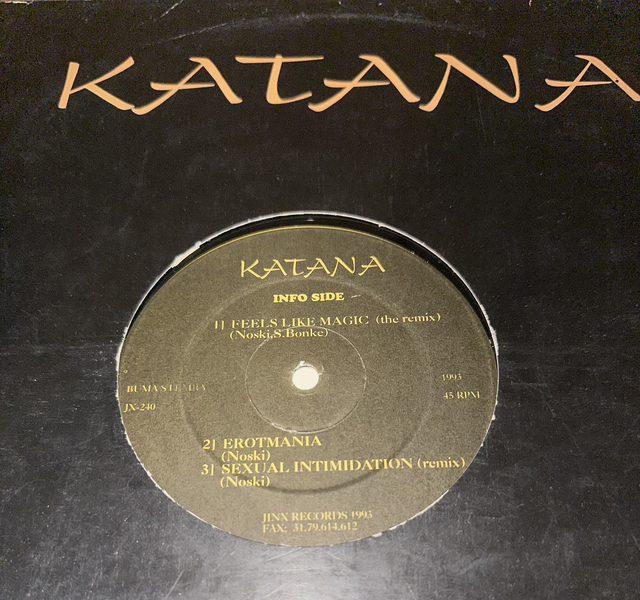 KATANA
KATANA
INFO SIDE
1] FEELS LIKE MAGIC (the remix)
(Noski,S.Bonke)
BUMA STEMRA
1993
JX-240
45 RPM
2] EROTMANIA
(Noski)
3] SEXUAL INTIMIDATION (remix)
(Noski)
JINX RECORDS 1993
FAX: 31.79.614.612